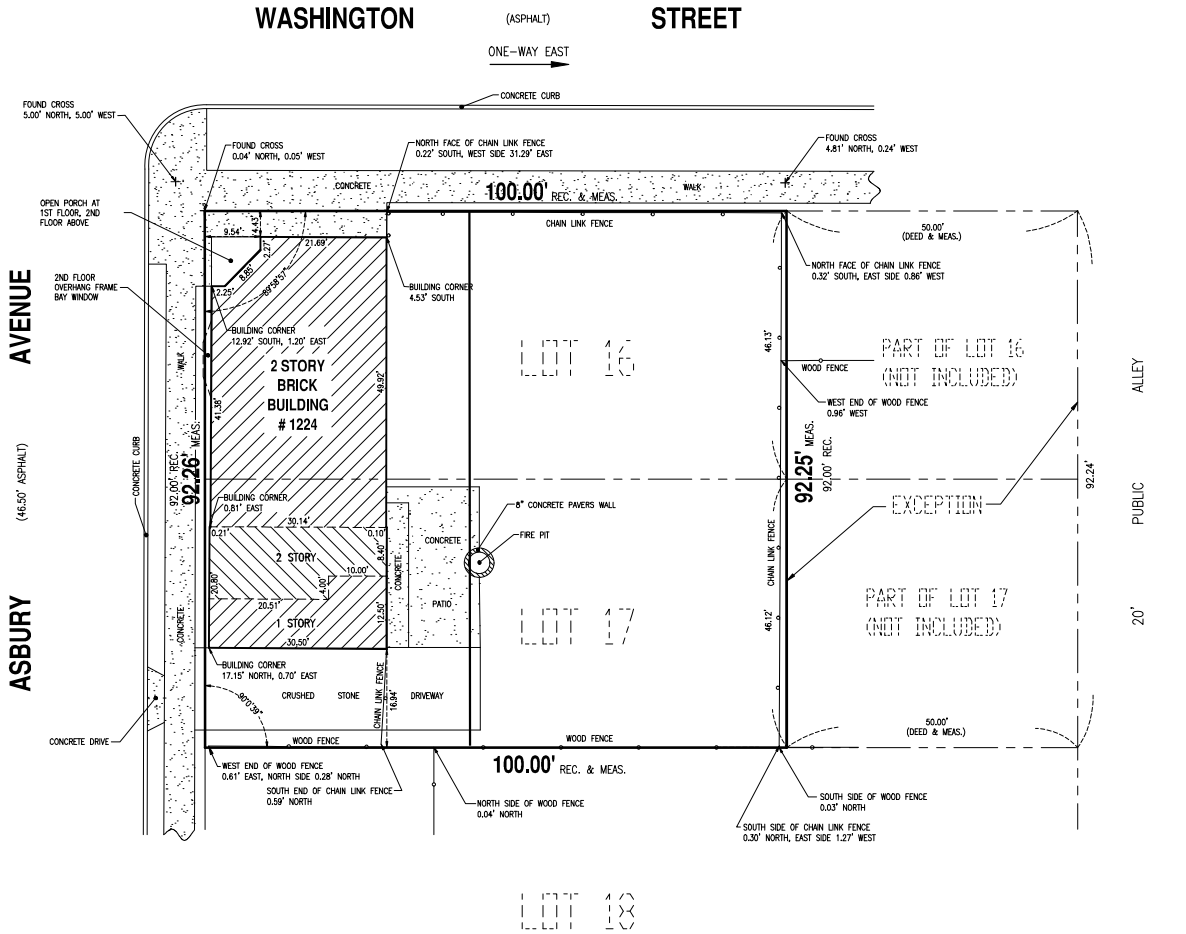 WASHINGTON
(ASPHALT)
STREET
ONE-WAY EAST
CONCRETE CURB
FOUND CROSS
5.00' NORTH, 5.00' WEST
FOUND CROSS
0.04' NORTH, 0.05' WEST
NORTH FACE OF CHAIN LINK FENCE
0.22' SOUTH, WEST SIDE 31.29' EAST
FOUND CROSS
4.81' NORTH, 0.24' WEST
CONCRETE
100.00' REC. & MEAS.
WALK
OPEN PORCH AT
1ST FLOOR, 2ND
FLOOR ABOVE
9.54'
4.43'
2.27'
21.69'
CHAIN LINK FENCE
50.00'
(DEED & MEAS.)
8.85'
2.25'
89°58'57"
2ND FLOOR
OVERHANG FRAME
BAY WINDOW
BUILDING CORNER
4.53' SOUTH
NORTH FACE OF CHAIN LINK FENCE
0.32' SOUTH, EAST SIDE 0.86' WEST
AVENUE
BUILDING CORNER
12.92' SOUTH, 1.20' EAST
WALK
2 STORY
BRICK
BUILDING
# 1224
49.92'
41.38'
LOT 16
46.13'
WOOD FENCE
PART OF LOT 16
(NOT INCLUDED)
WEST END OF WOOD FENCE
0.96' WEST
ALLEY
CONCRETE CURB
(46.50' ASPHALT)
92.00' REC.
92.26' MEAS.
92.25' MEAS.
92.00' REC.
92.24'
PUBLIC
EXCEPTION
BUILDING CORNER
0.81' EAST
30.14'
0.21'
0.10'
8.40'
2 STORY
10.00'
4.00'
20.80'
20.51'
12.50'
1 STORY
30.50'
CONCRETE
CONCRETE
PATIO
8" CONCRETE PAVERS WALL
FIRE PIT
CHAIN LINK FENCE
46.12'
LOT 17
PART OF LOT 17
(NOT INCLUDED)
20'
ASBURY
CONCRETE
BUILDING CORNER
17.15' NORTH, 0.70' EAST
CRUSHED STONE DRIVEWAY
CHAIN LINK FENCE
16.94'
90°0'39"
CONCRETE DRIVE
WOOD FENCE
WOOD FENCE
50.00'
(DEED & MEAS.)
100.00' REC. & MEAS.
WEST END OF WOOD FENCE
0.61' EAST, NORTH SIDE 0.28' NORTH
SOUTH END OF CHAIN LINK FENCE
0.59' NORTH
NORTH SIDE OF WOOD FENCE
0.04' NORTH
SOUTH SIDE OF WOOD FENCE
0.03' NORTH
SOUTH SIDE OF CHAIN LINK FENCE
0.30' NORTH, EAST SIDE 1.27' WEST
LOT 18